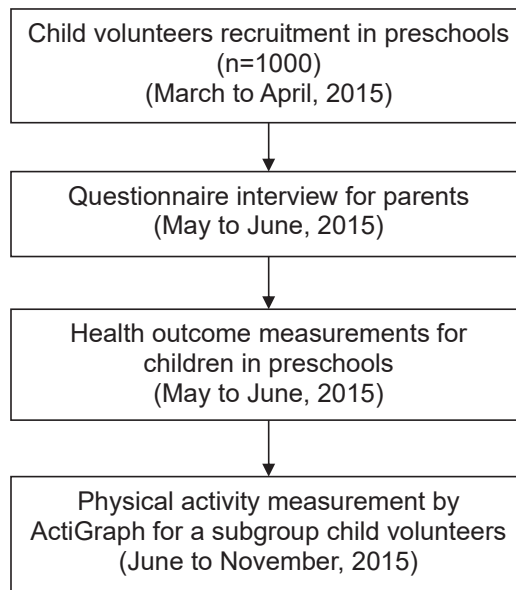 Child volunteers recruitment in preschools
(n=1000)
(March to April, 2015)
Questionnaire interview for parents
(May to June, 2015)
Health outcome measurements for
children in preschools
(May to June, 2015)
Physical activity measurement by
ActiGraph for a subgroup child volunteers
(June to November, 2015)